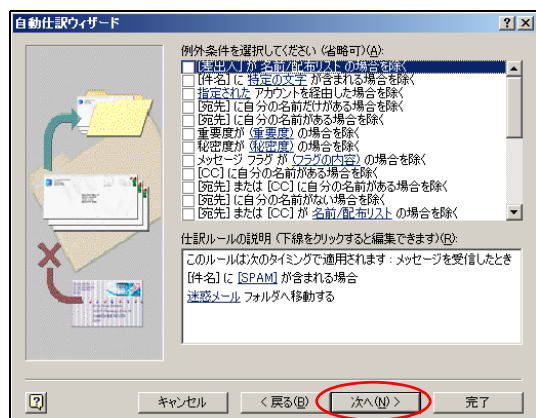 自動仕訳ウィザード
例外条件を選択してください (省略可)(A):
[差出人] が 名前/配布リスト の場合を除く
[件名] に 特定の文字 が含まれる場合を除く
指定された アカウントを経由した場合を除く
[宛先] に自分の名前だけがある場合を除く
[宛先] に自分の名前がある場合を除く
重要度が (重要度) の場合を除く
秘密度が (秘密度) の場合を除く
メッセージ フラグ が (フラグの内容) の場合を除く
[CC] に自分の名前がある場合を除く
[宛先] または [CC] に自分の名前がある場合を除く
[宛先] に自分の名前がない場合を除く
[宛先] または [CC] が 名前/配布リスト の場合を除く
仕訳ルールの説明 (下線をクリックすると編集できます)(R):
このルールは次のタイミングで適用されます : メッセージを受信したとき
[件名] に [SPAM] が含まれる場合
迷惑メール フォルダへ移動する
キャンセル
< 戻る(B)
次へ(N) >
完了